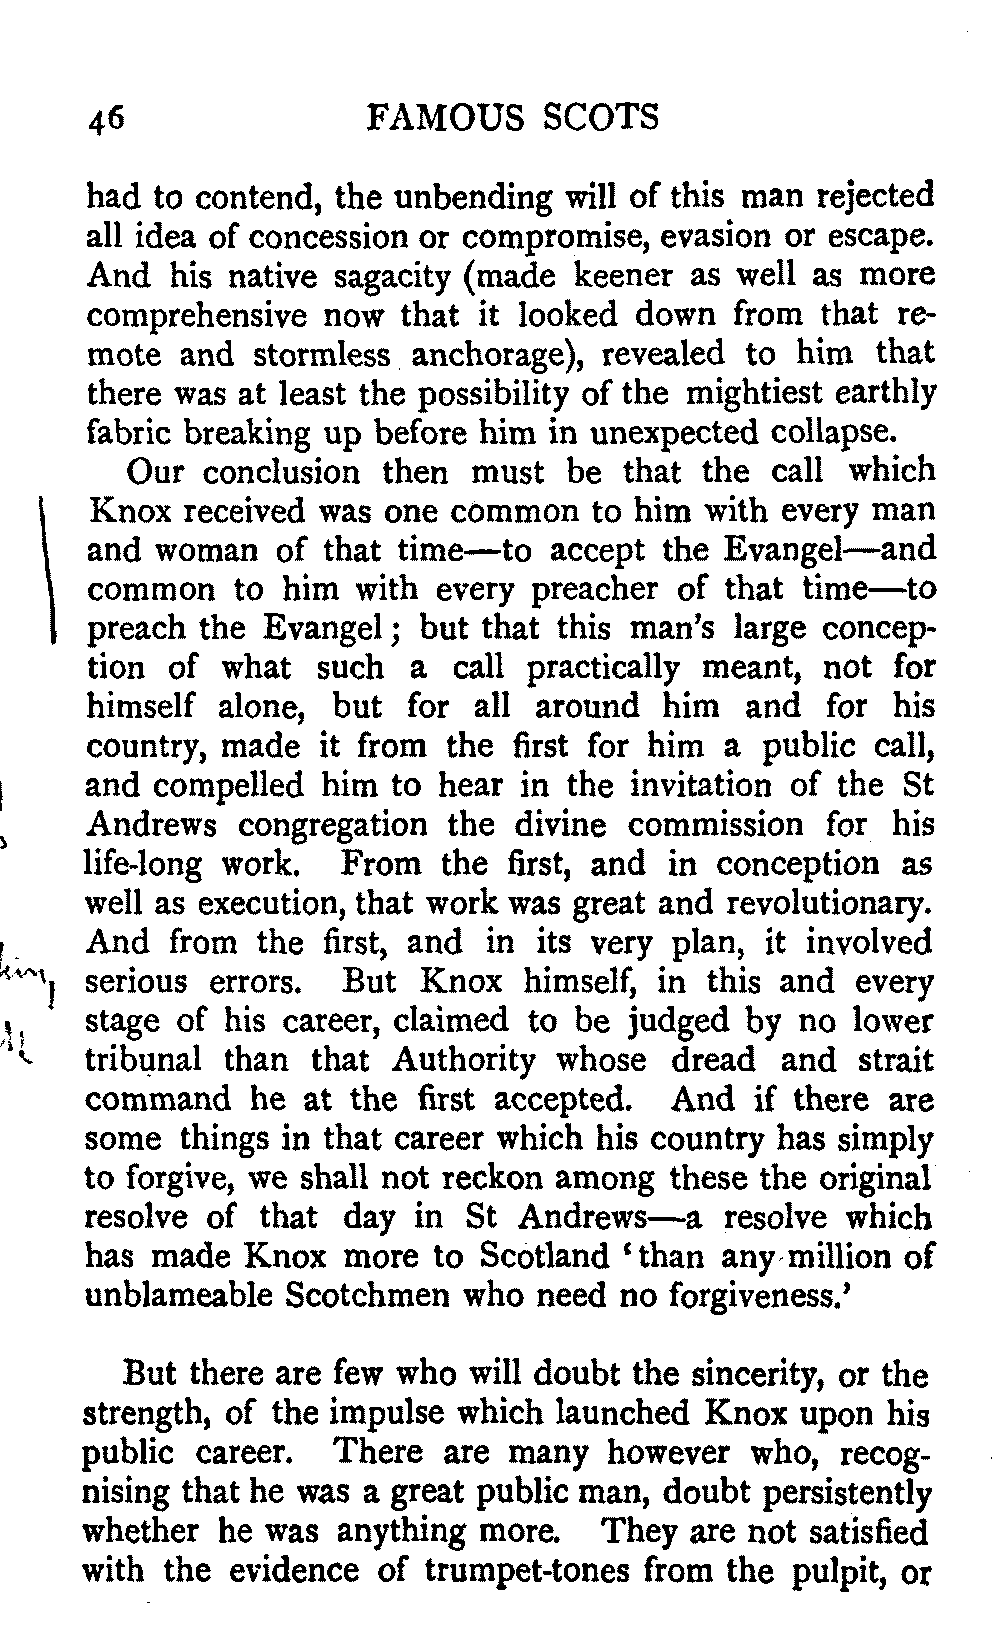 46 FAMOUS SCOTS
had to contend, the unbending will of this man rejected
all idea of concession or compromise, evasion or escape.
And his native sagacity (made keener as well as more
comprehensive now that it looked down from that re-
mote and stormless anchorage), revealed to him that
there was at least the possibility of the mightiest earthly
fabric breaking up before him in unexpected collapse.
Our conclusion then must be that the call which
Knox received was one common to him with every man
and woman of that time—to accept the Evangel—and
common to him with every preacher of that time—to
preach the Evangel; but that this man's large concep-
tion of what such a call practically meant, not for
himself alone, but for all around him and for his
country, made it from the first for him a public call,
and compelled him to hear in the invitation of the St
Andrews congregation the divine commission for his
life-long work. From the first, and in conception as
well as execution, that work was great and revolutionary.
And from the first, and in its very plan, it involved
serious errors. But Knox himself, in this and every
stage of his career, claimed to be judged by no lower
tribunal than that Authority whose dread and strait
command he at the first accepted. And if there are
some things in that career which his country has simply
to forgive, we shall not reckon among these the original
resolve of that day in St Andrews—a resolve which
has made Knox more to Scotland ‘than any million of
unblameable Scotchmen who need no forgiveness.’
But there are few who will doubt the sincerity, or the
strength, of the impulse which launched Knox upon his
public career. There are many however who, recog-
nising that he was a great public man, doubt persistently
whether he was anything more. They are not satisfied
with the evidence of trumpet-tones from the pulpit, or